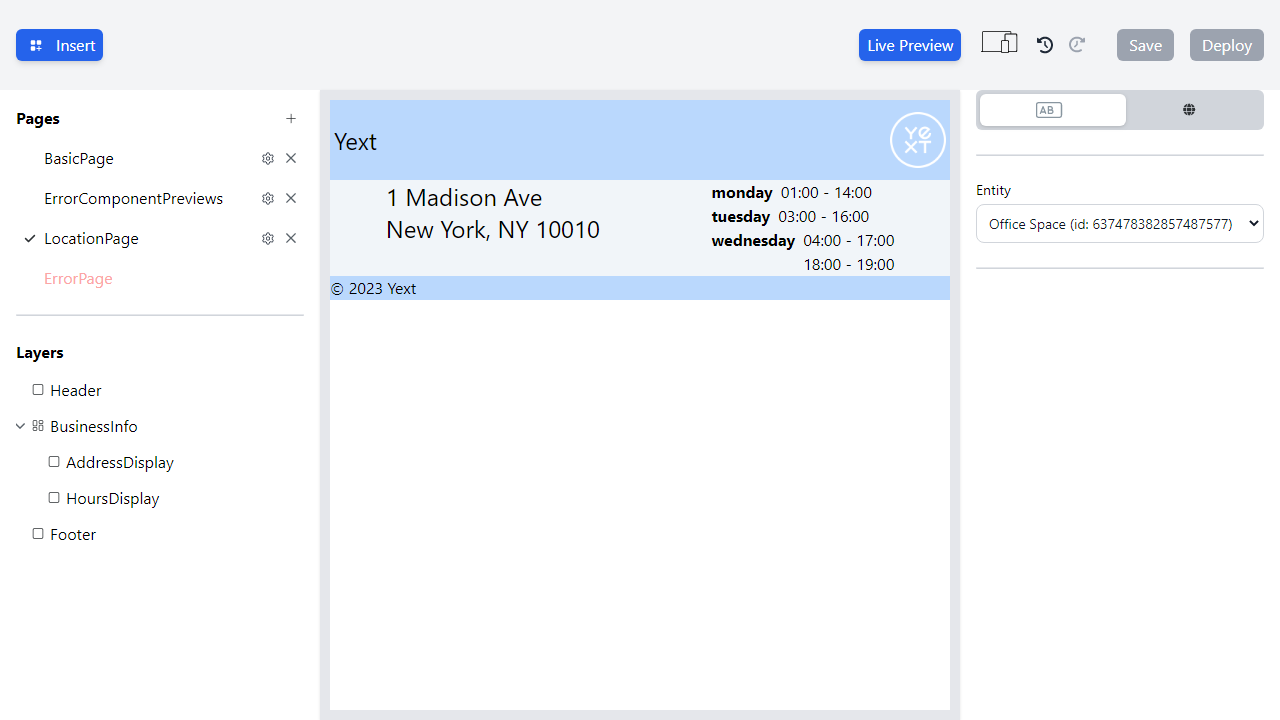 Insert
Live Preview
Save
Deploy
Pages
BasicPage
ErrorComponentPreviews
LocationPage
ErrorPage
Layers
Header
BusinessInfo
AddressDisplay
HoursDisplay
Footer
Yext
YEXT
1 Madison Ave
New York, NY 10010
monday 01:00 - 14:00
tuesday 03:00 - 16:00
wednesday 04:00 - 17:00
18:00 - 19:00
© 2023 Yext
AB
Entity
Office Space (id: 637478382857487577)